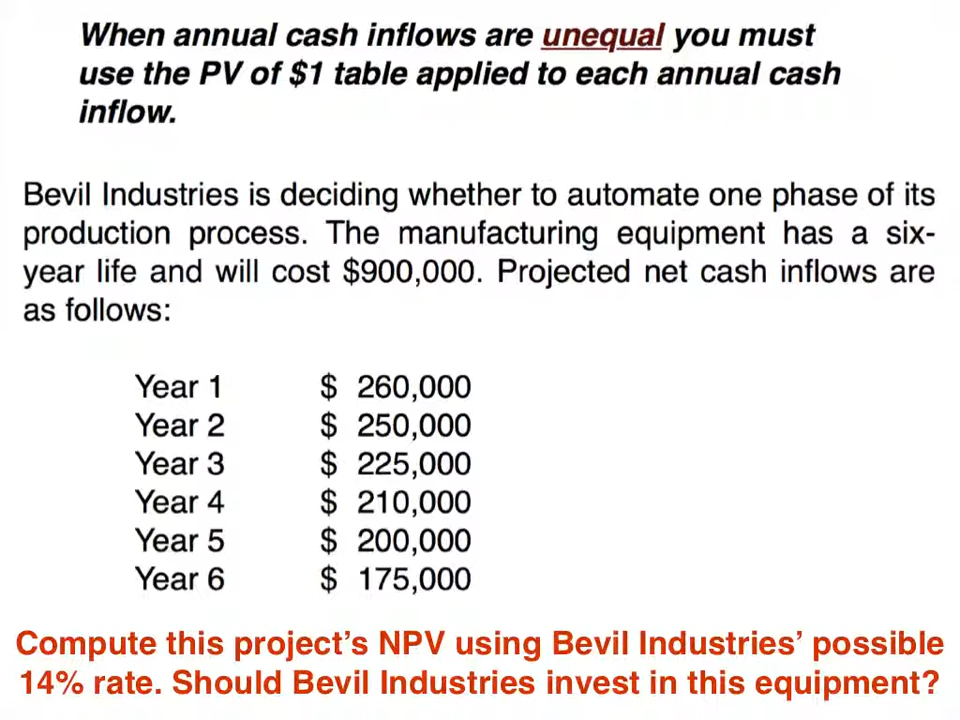 When annual cash inflows are unequal you must
use the PV of $1 table applied to each annual cash
inflow.
Bevil Industries is deciding whether to automate one phase of its
production process. The manufacturing equipment has a six-
year life and will cost $900,000. Projected net cash inflows are
as follows:
Year 1 $ 260,000
Year 2 $ 250,000
Year 3 $ 225,000
Year 4 $ 210,000
Year 5 $ 200,000
Year 6 $ 175,000
Compute this project’s NPV using Bevil Industries’ possible
14% rate. Should Bevil Industries invest in this equipment?